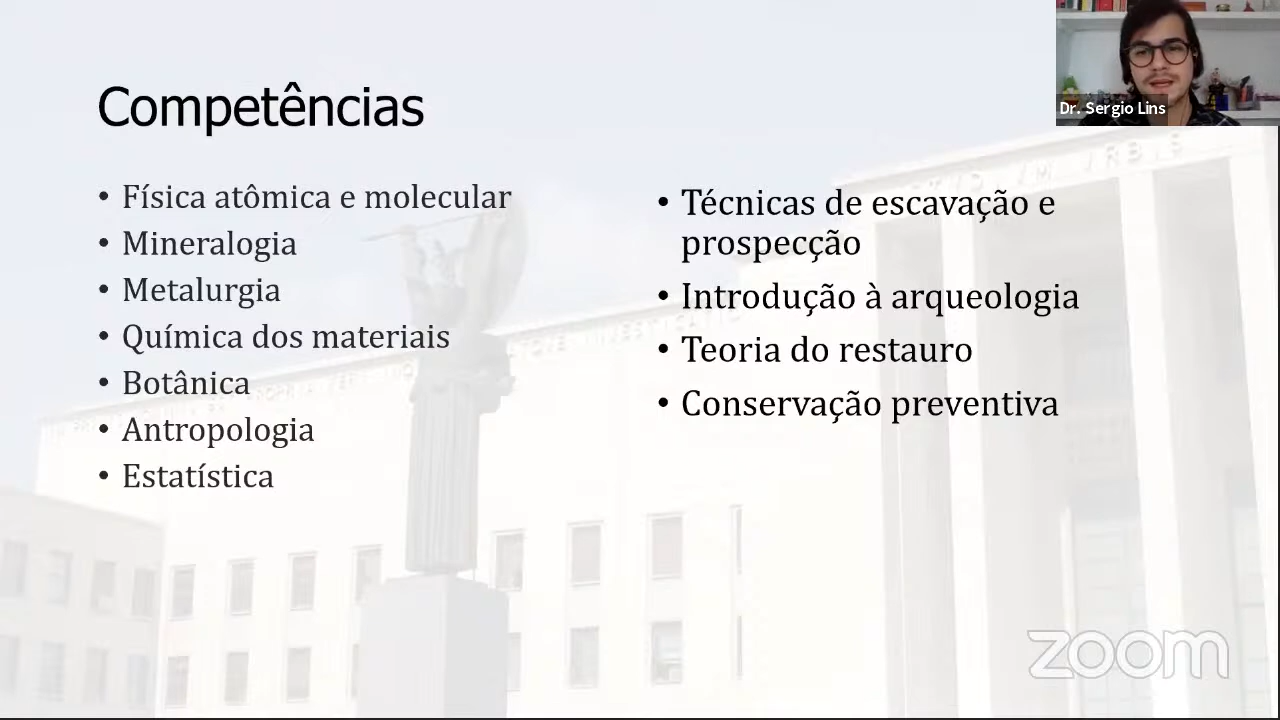 Competências
• Física atômica e molecular
• Mineralogia
• Metalurgia
• Química dos materiais
• Botânica
• Antropologia
• Estatística
• Técnicas de escavação e
prospecção
• Introdução à arqueologia
• Teoria do restauro
• Conservação preventiva
Dr. Sergio Lins
zoom